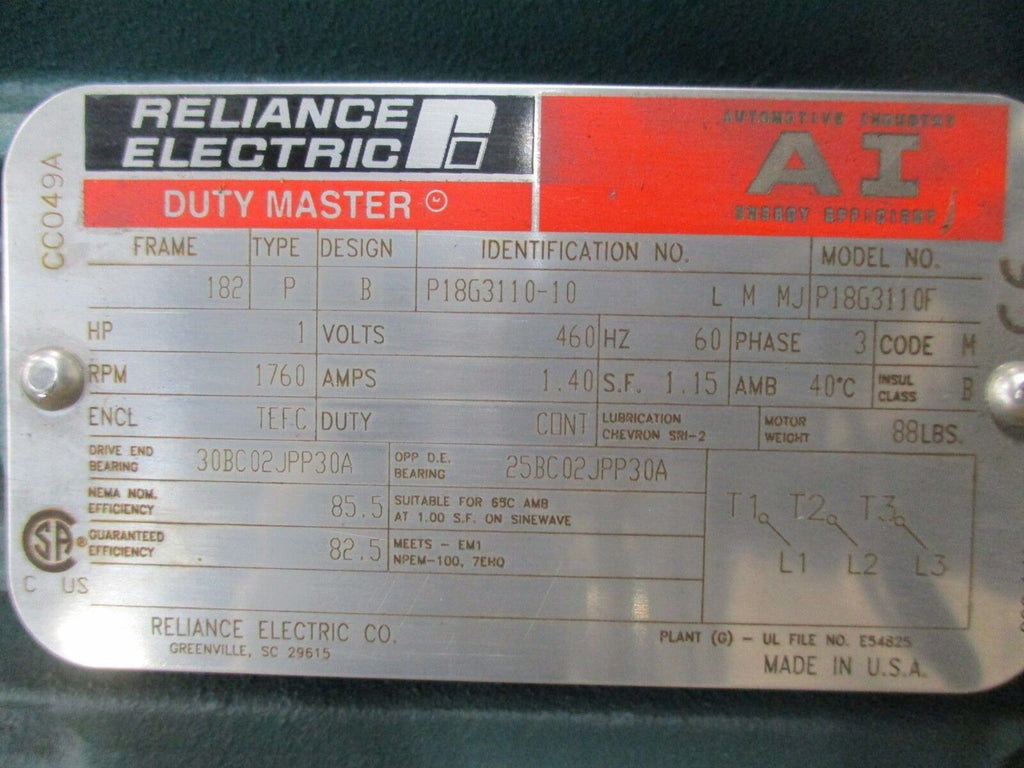 RELIANCE
ELECTRIC
DUTY MASTER
AUTOMOTIVE INDUSTRY
AI
ENERGY EFFICIENT
CC049A
FRAME TYPE DESIGN IDENTIFICATION NO. MODEL NO.
182 P B P18G3110-10 L M MJ P18G3110F
HP 1 VOLTS 460 HZ 60 PHASE 3 CODE M
RPM 1760 AMPS 1.40 S.F. 1.15 AMB 40°C INSUL CLASS B
ENCL TEFC DUTY CONT LUBRICATION CHEVRON SRI-2 MOTOR WEIGHT 88LBS.
DRIVE END BEARING 30BC02JPP30A OPP D.E. BEARING 25BC02JPP30A
NEMA NOM. EFFICIENCY 85.5 SUITABLE FOR 65C AMB
AT 1.00 S.F. ON SINEWAVE
GUARANTEED EFFICIENCY 82.5 MEETS - EM1
NPEM-100, 7EHQ
T1 T2 T3
L1 L2 L3
CE
SA®
C US
RELIANCE ELECTRIC CO.
GREENVILLE, SC 29615
PLANT (G) - UL FILE NO. E54825
MADE IN U.S.A.